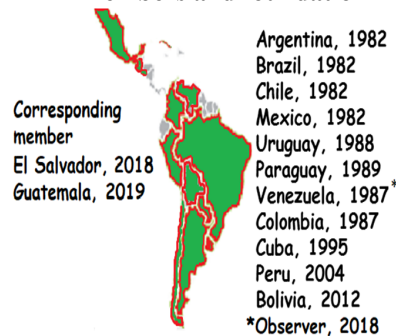 Argentina, 1982
Brazil, 1982
Chile, 1982
Mexico, 1982
Uruguay, 1988
Paraguay, 1989
Venezuela, 1987*
Colombia, 1987
Cuba, 1995
Peru, 2004
Bolivia, 2012
*Observer, 2018
Corresponding
member
El Salvador, 2018
Guatemala, 2019